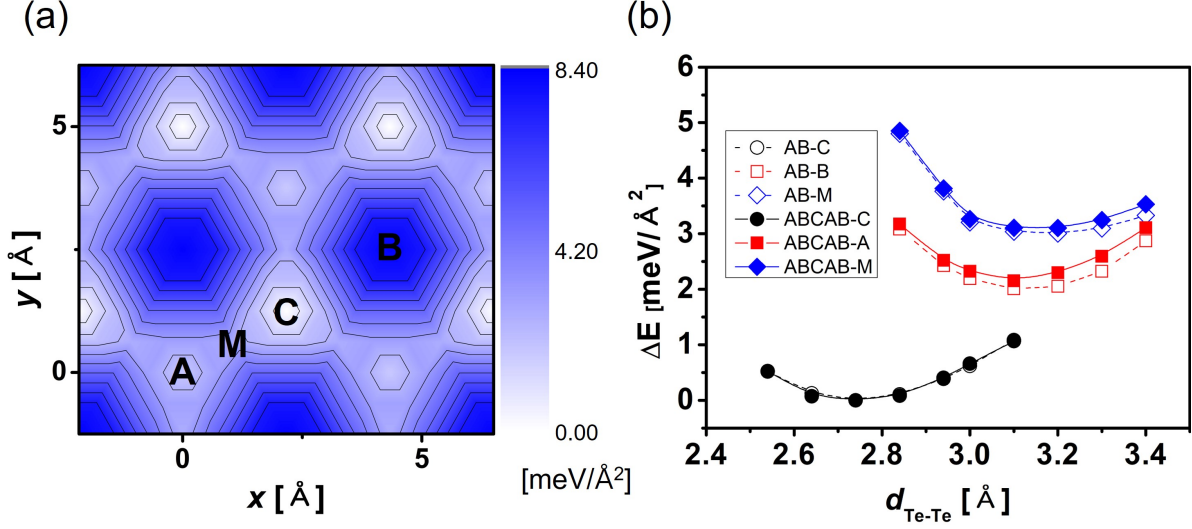 (a)
(b)
5
0
y [ Å ]
B
C
M
A
0
5
x [ Å ]
8.40
4.20
0.00
[meV/Å²]
6
5
4
3
2
1
0
ΔE [meV/Å²]
AB-C
AB-B
AB-M
ABCAB-C
ABCAB-A
ABCAB-M
2.4
2.6
2.8
3.0
3.2
3.4
d Te-Te [ Å ]